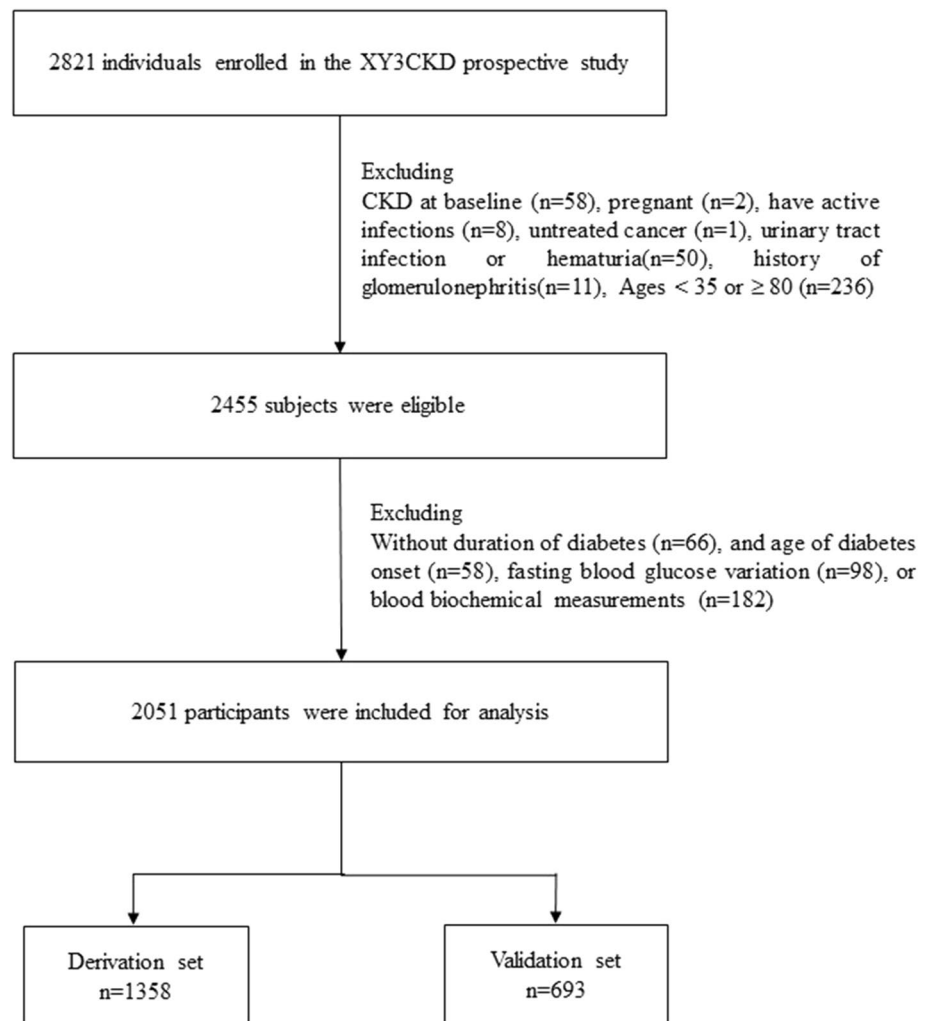 2821 individuals enrolled in the XY3CKD prospective study
Excluding
CKD at baseline (n=58), pregnant (n=2), have active
infections (n=8), untreated cancer (n=1), urinary tract
infection or hematuria(n=50), history of
glomerulonephritis(n=11), Ages < 35 or ≥ 80 (n=236)
2455 subjects were eligible
Excluding
Without duration of diabetes (n=66), and age of diabetes
onset (n=58), fasting blood glucose variation (n=98), or
blood biochemical measurements (n=182)
2051 participants were included for analysis
Derivation set
n=1358
Validation set
n=693